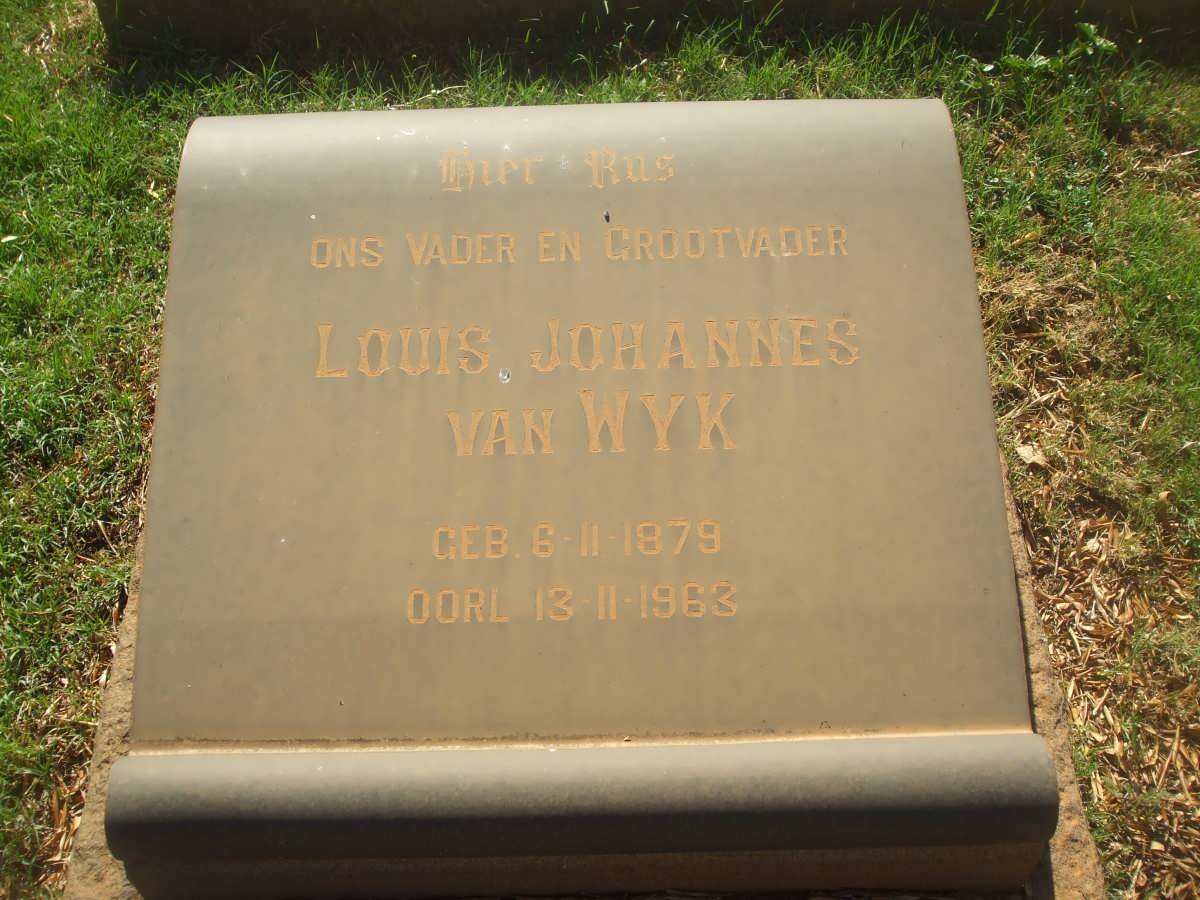 Hier Rus
ONS VADER EN GROOTVADER
LOUIS JOHANNES
VAN WYK
GEB. 6-11-1879
OORL 13-11-1963